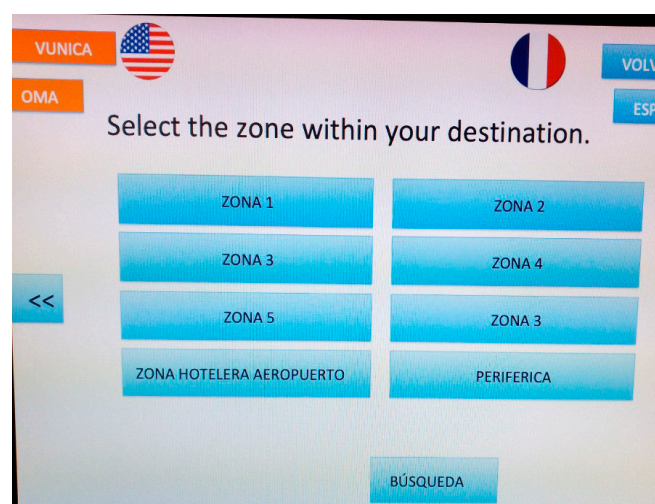 VUNICA
OMA
VOLV
ESP
Select the zone within your destination.
ZONA 1
ZONA 2
ZONA 3
ZONA 4
<<
ZONA 5
ZONA 3
ZONA HOTELERA AEROPUERTO
PERIFERICA
BÚSQUEDA